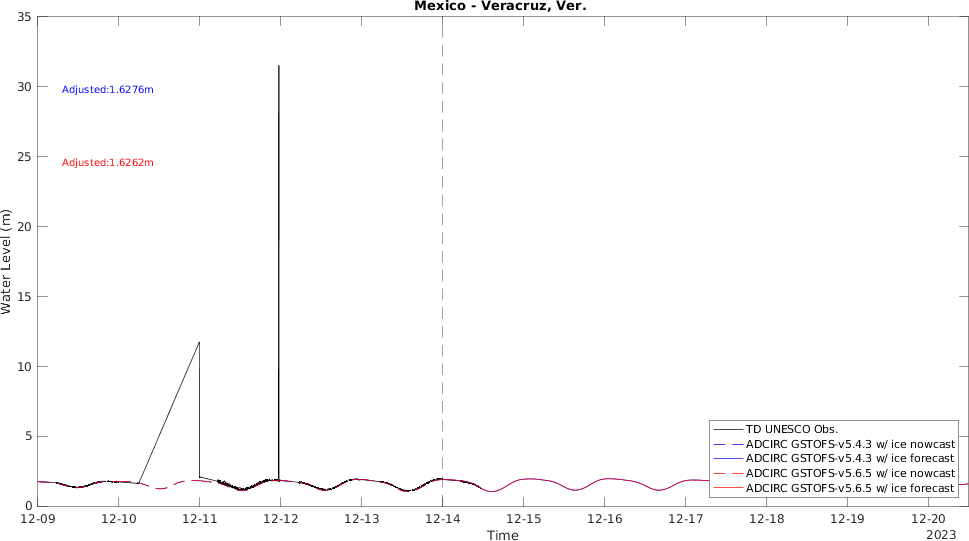 Mexico - Veracruz, Ver.
35
30
25
20
15
10
5
0
Water Level (m)
Adjusted:1.6276m
Adjusted:1.6262m
TD UNESCO Obs.
ADCIRC GSTOFS-v5.4.3 w/ ice nowcast
ADCIRC GSTOFS-v5.4.3 w/ ice forecast
ADCIRC GSTOFS-v5.6.5 w/ ice nowcast
ADCIRC GSTOFS-v5.6.5 w/ ice forecast
12-09 12-10 12-11 12-12 12-13 12-14 12-15 12-16 12-17 12-18 12-19 12-20
2023
Time